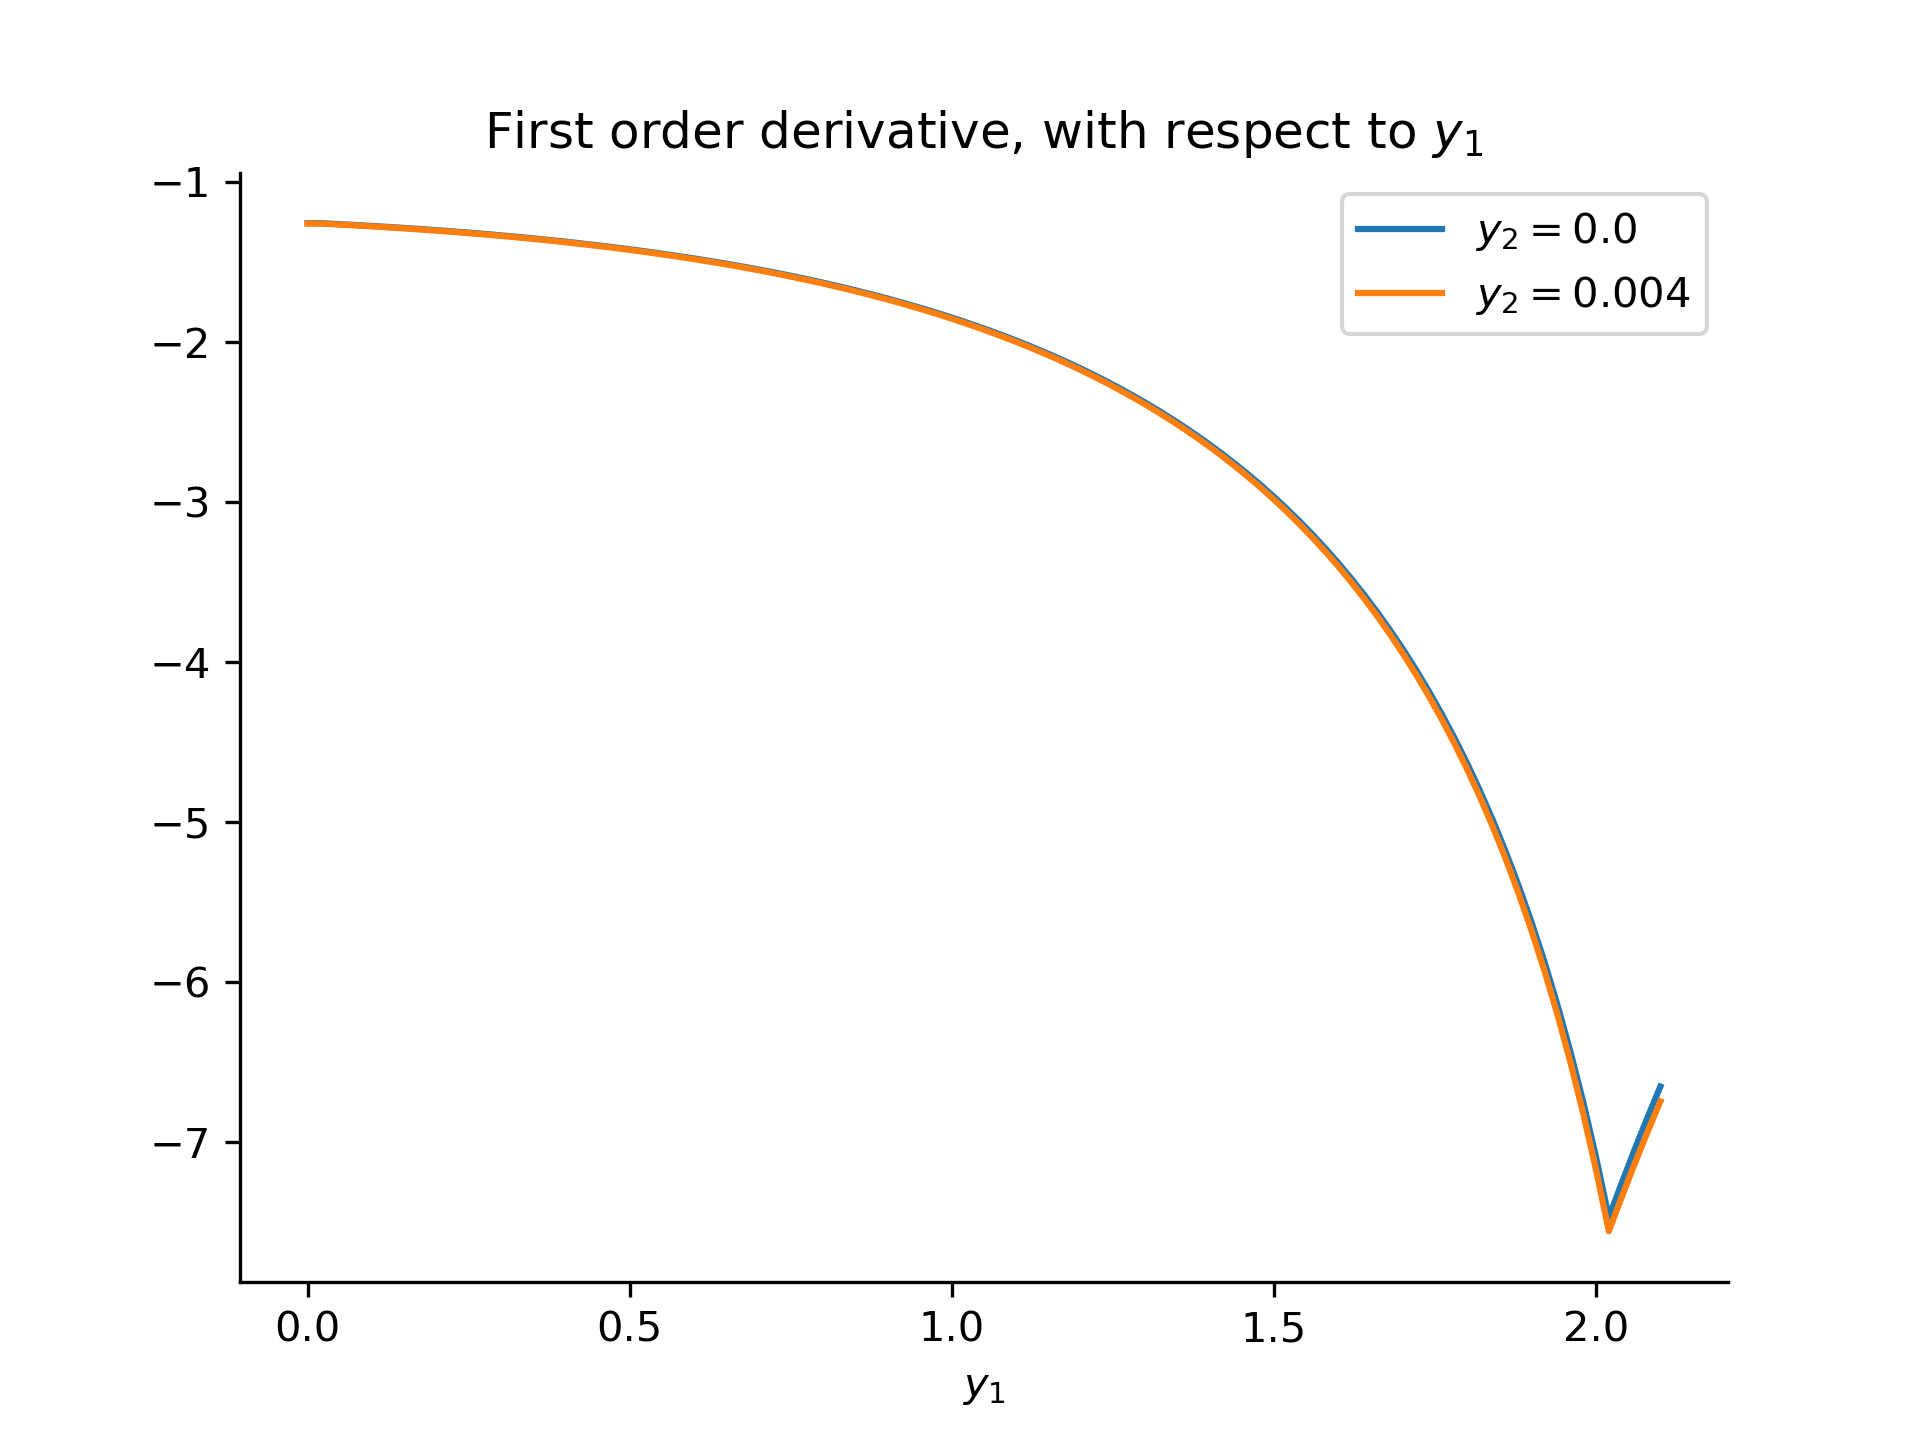 First order derivative, with respect to y₁
−1
−2
−3
−4
−5
−6
−7
y₂ = 0.0
y₂ = 0.004
0.0 0.5 1.0 1.5 2.0
y₁